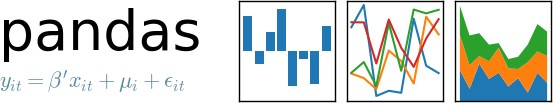 pandas
y_{it} = β'x_{it} + μ_i + ϵ_{it}